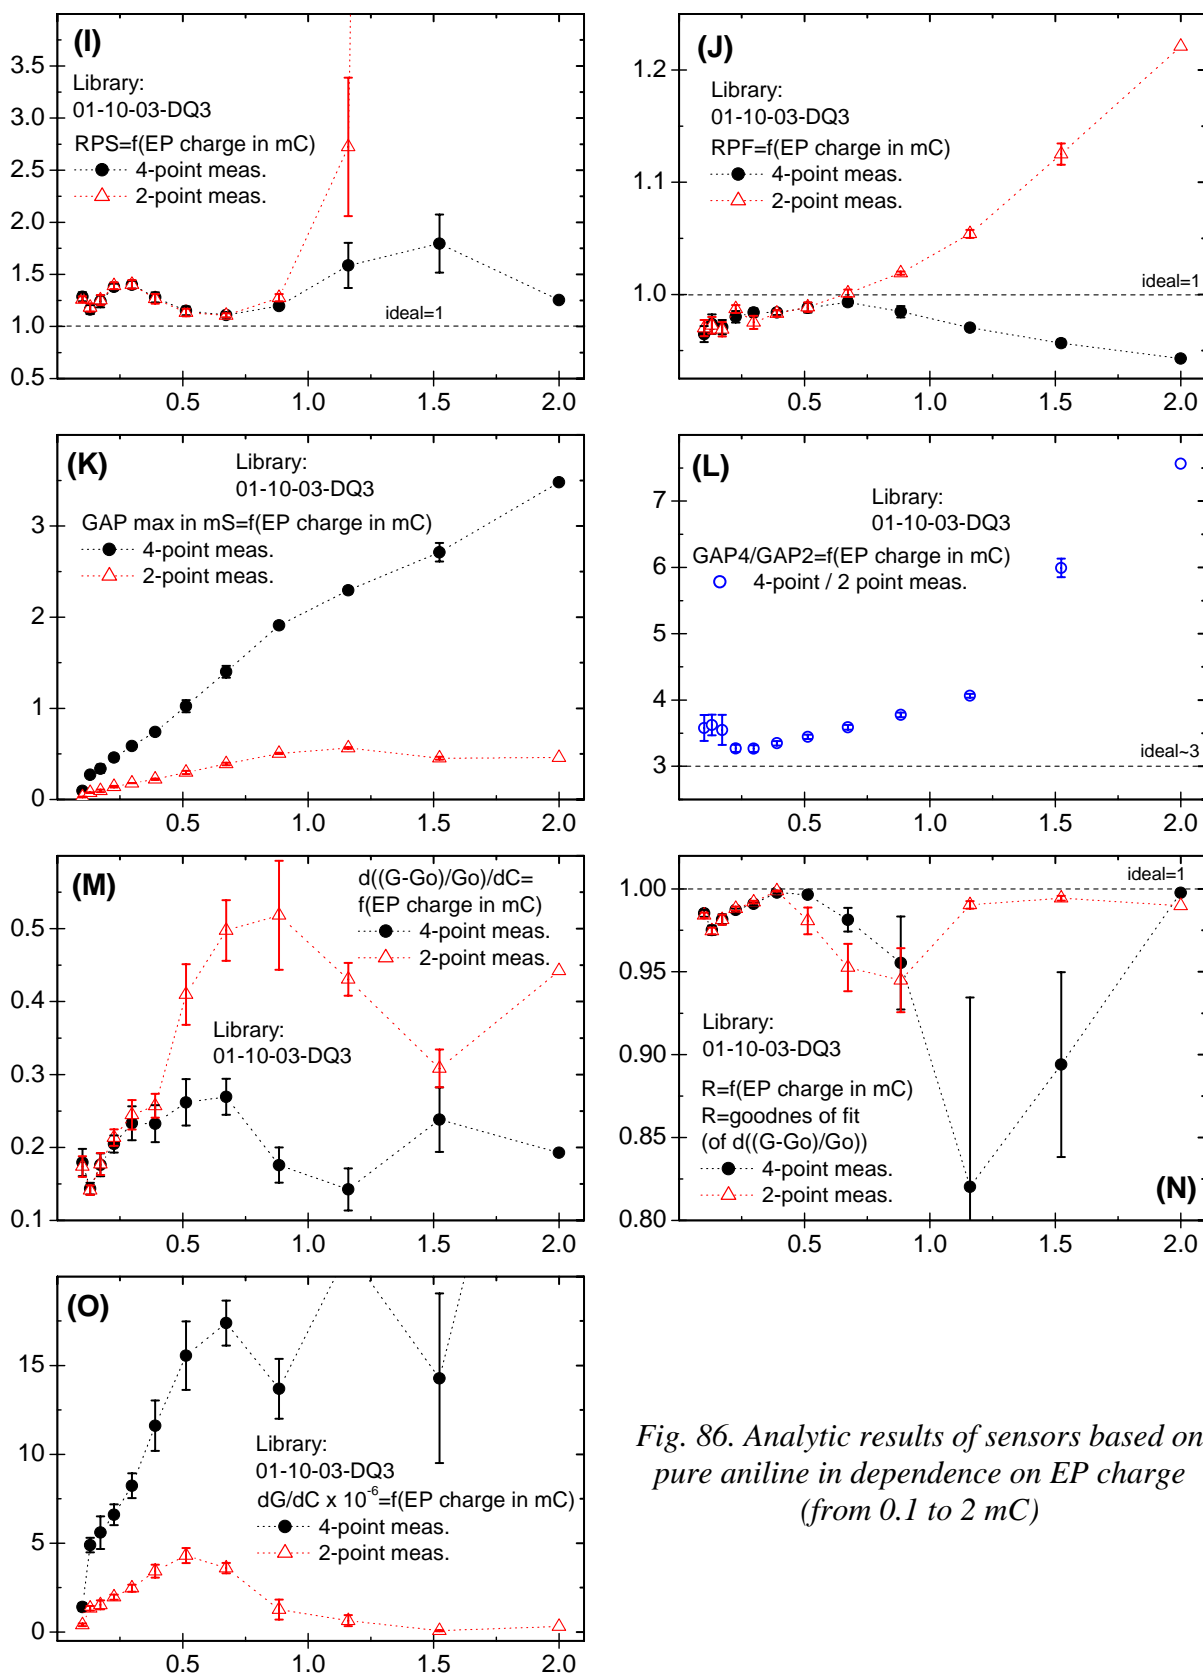 (I)
Library:
01-10-03-DQ3
RPS=f(EP charge in mC)
4-point meas.
2-point meas.
ideal=1
3.5
3.0
2.5
2.0
1.5
1.0
0.5
0.5 1.0 1.5 2.0
(J)
Library:
01-10-03-DQ3
RPF=f(EP charge in mC)
4-point meas.
2-point meas.
ideal=1
1.2
1.1
1.0
0.5 1.0 1.5 2.0
(K)
Library:
01-10-03-DQ3
GAP max in mS=f(EP charge in mC)
4-point meas.
2-point meas.
3
2
1
0
0.5 1.0 1.5 2.0
(L)
Library:
01-10-03-DQ3
GAP4/GAP2=f(EP charge in mC)
4-point / 2 point meas.
ideal~3
7
6
5
4
3
0.5 1.0 1.5 2.0
(M)
d((G-Go)/Go)/dC=
f(EP charge in mC)
4-point meas.
2-point meas.
Library:
01-10-03-DQ3
0.5
0.4
0.3
0.2
0.1
0.5 1.0 1.5 2.0
ideal=1
Library:
01-10-03-DQ3
R=f(EP charge in mC)
R=goodnes of fit
(of d((G-Go)/Go))
4-point meas.
2-point meas.
(N)
1.00
0.95
0.90
0.85
0.80
0.5 1.0 1.5 2.0
(O)
Library:
01-10-03-DQ3
dG/dC x 10⁻⁶=f(EP charge in mC)
4-point meas.
2-point meas.
15
10
5
0
0.5 1.0 1.5 2.0
Fig. 86. Analytic results of sensors based on
pure aniline in dependence on EP charge
(from 0.1 to 2 mC)